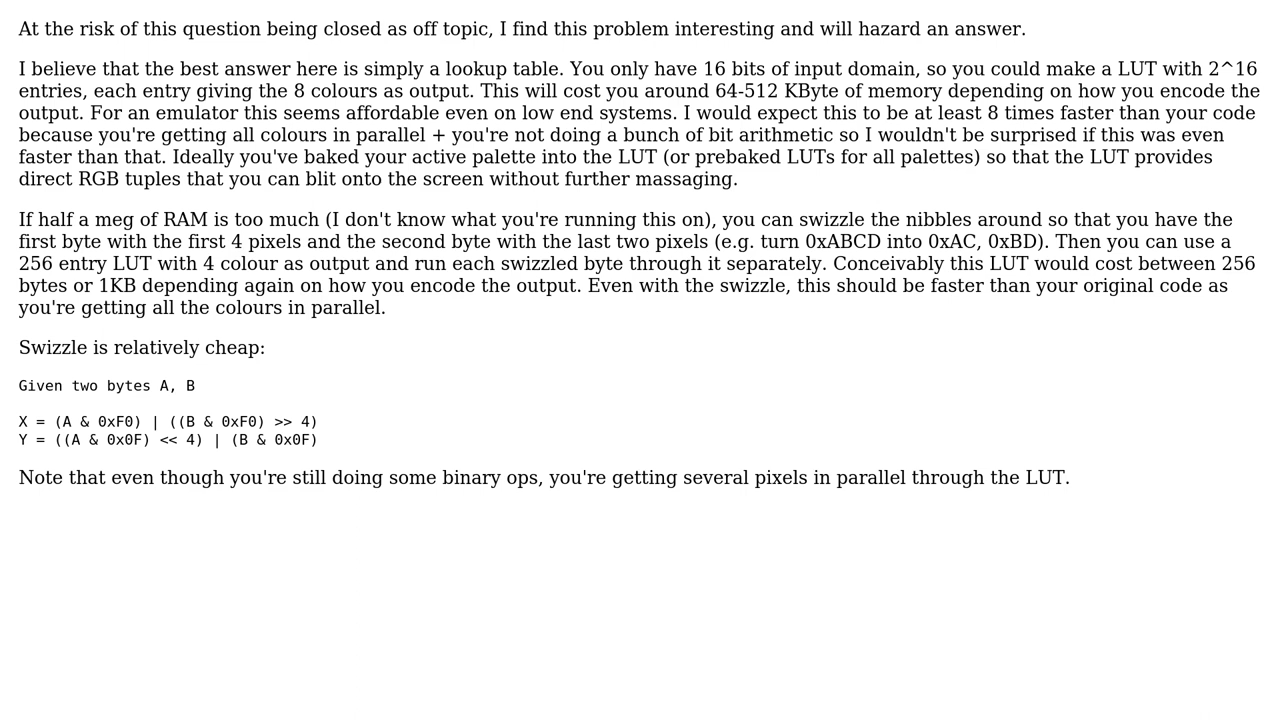 At the risk of this question being closed as off topic, I find this problem interesting and will hazard an answer.
I believe that the best answer here is simply a lookup table. You only have 16 bits of input domain, so you could make a LUT with 2^16
entries, each entry giving the 8 colours as output. This will cost you around 64-512 KByte of memory depending on how you encode the
output. For an emulator this seems affordable even on low end systems. I would expect this to be at least 8 times faster than your code
because you're getting all colours in parallel + you're not doing a bunch of bit arithmetic so I wouldn't be surprised if this was even
faster than that. Ideally you've baked your active palette into the LUT (or prebaked LUTs for all palettes) so that the LUT provides
direct RGB tuples that you can blit onto the screen without further massaging.
If half a meg of RAM is too much (I don't know what you're running this on), you can swizzle the nibbles around so that you have the
first byte with the first 4 pixels and the second byte with the last two pixels (e.g. turn 0xABCD into 0xAC, 0xBD). Then you can use a
256 entry LUT with 4 colour as output and run each swizzled byte through it separately. Conceivably this LUT would cost between 256
bytes or 1KB depending again on how you encode the output. Even with the swizzle, this should be faster than your original code as
you're getting all the colours in parallel.
Swizzle is relatively cheap:
Given two bytes A, B
X = (A & 0xF0) | ((B & 0xF0) >> 4)
Y = ((A & 0x0F) << 4) | (B & 0x0F)
Note that even though you're still doing some binary ops, you're getting several pixels in parallel through the LUT.